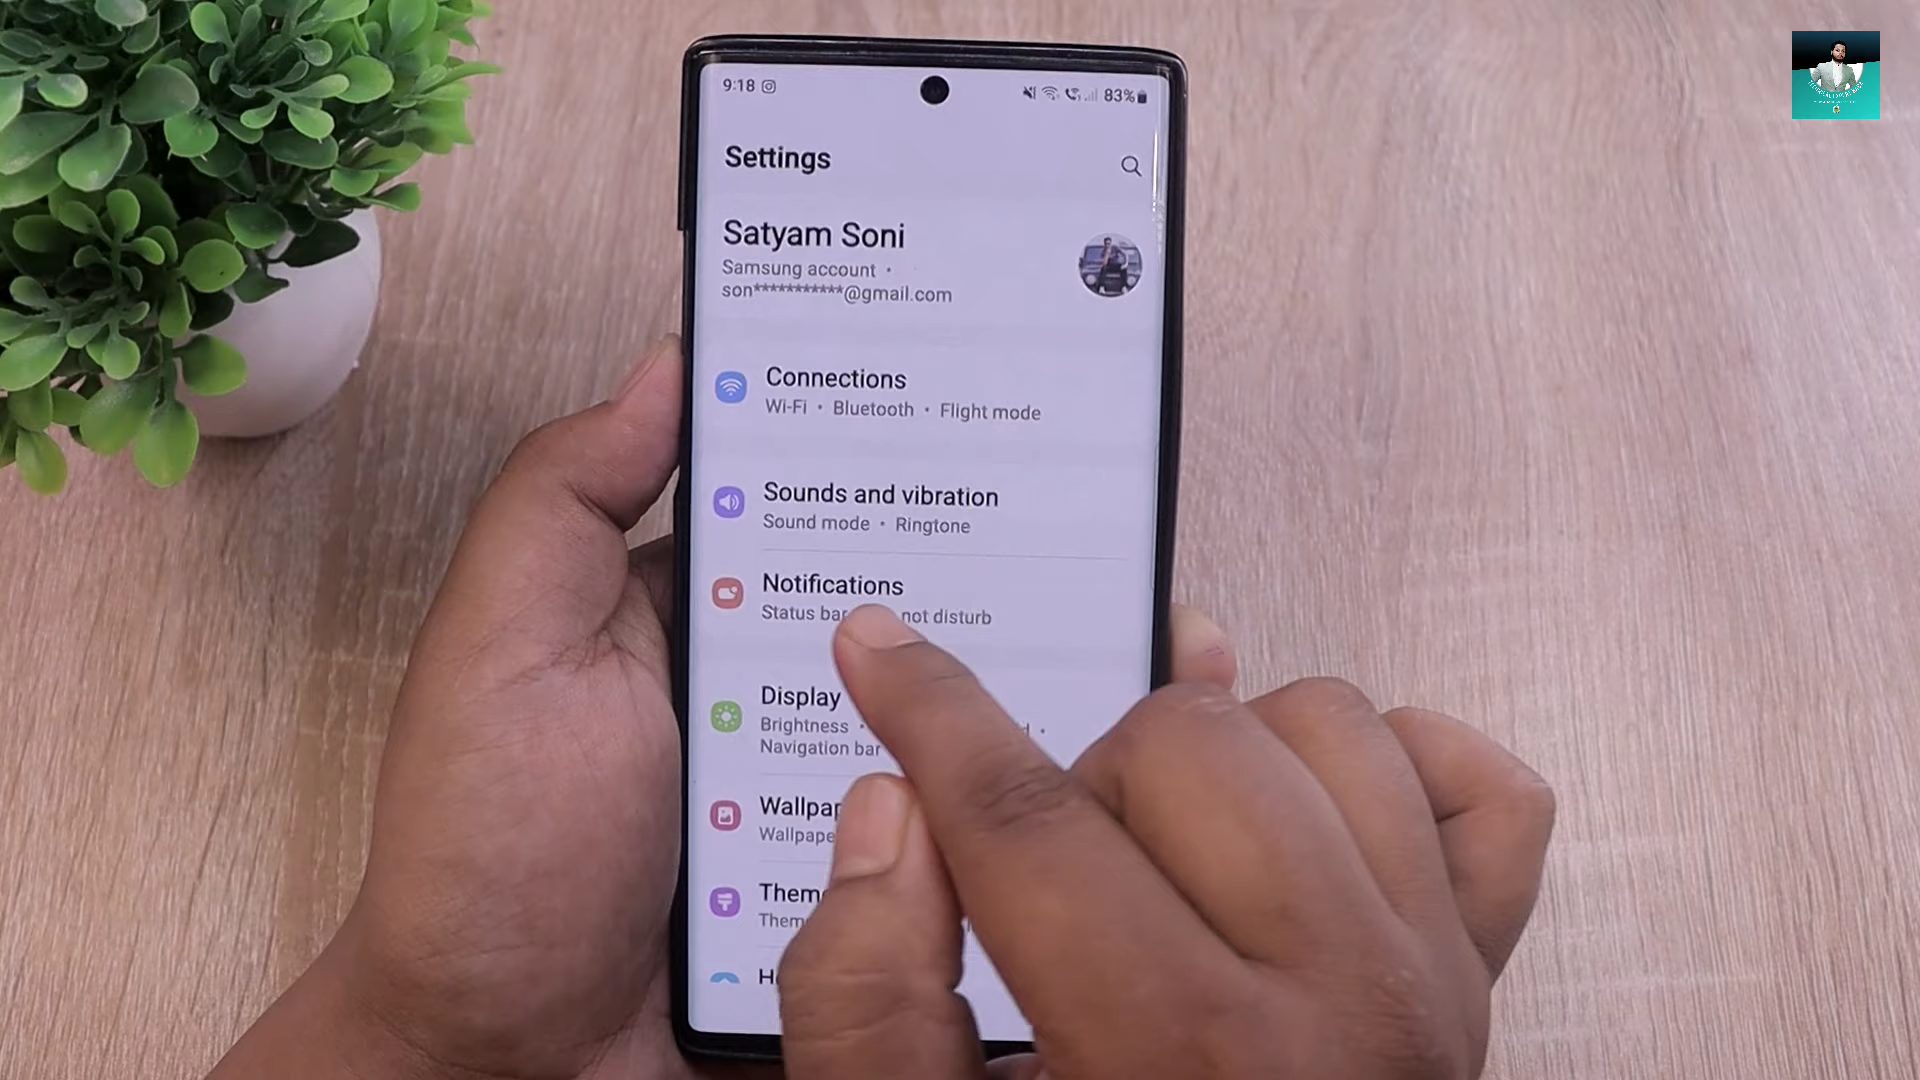 9:18
83%
Settings
Satyam Soni
Samsung account •
son***********@gmail.com
Connections
Wi-Fi • Bluetooth • Flight mode
Sounds and vibration
Sound mode • Ringtone
Notifications
Status bar not disturb
Display
Brightness •
Navigation bar